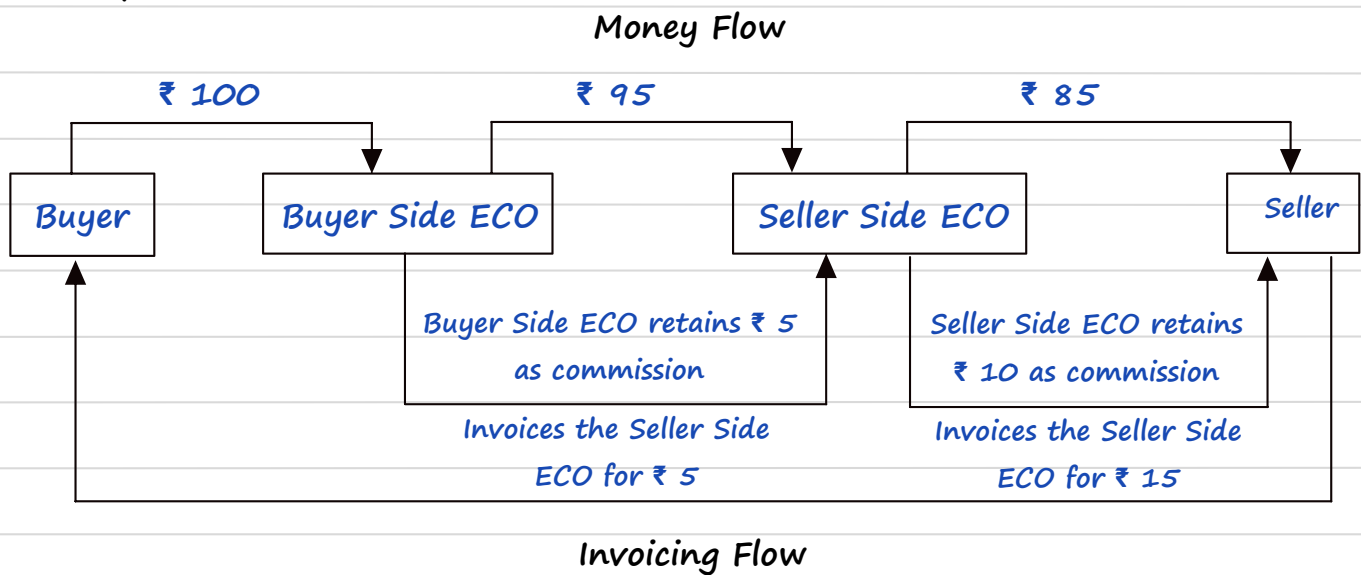 Money Flow
₹ 100
₹ 95
₹ 85
Buyer
Buyer Side ECO
Seller Side ECO
Seller
Buyer Side ECO retains ₹ 5
as commission
Seller Side ECO retains
₹ 10 as commission
Invoices the Seller Side
ECO for ₹ 5
Invoices the Seller Side
ECO for ₹ 15
Invoicing Flow